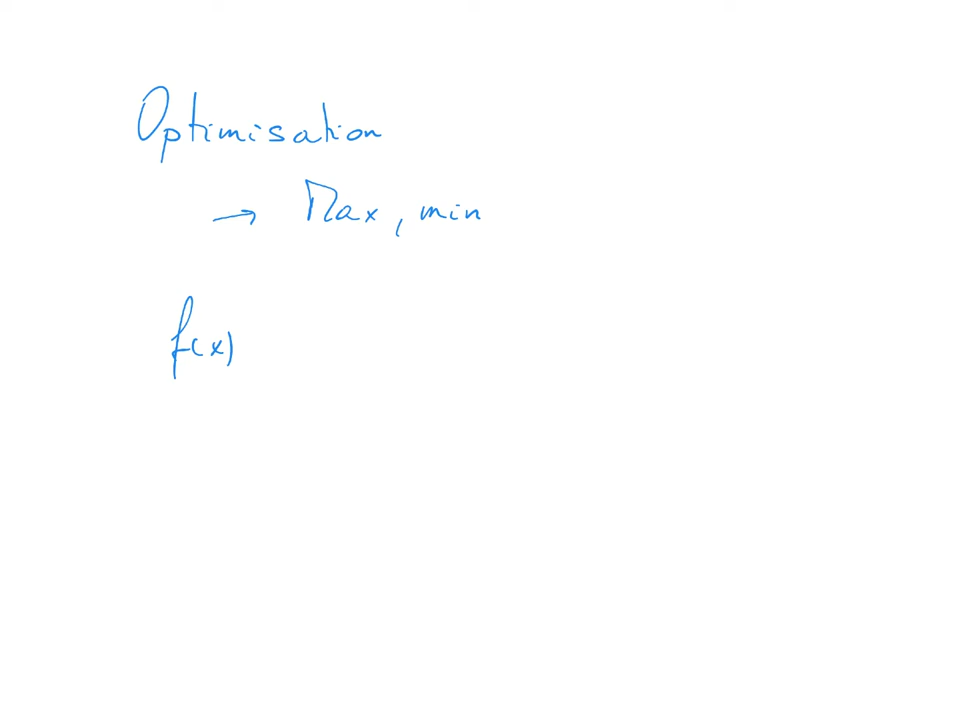 Optimisation
→ Max, min
f(x)